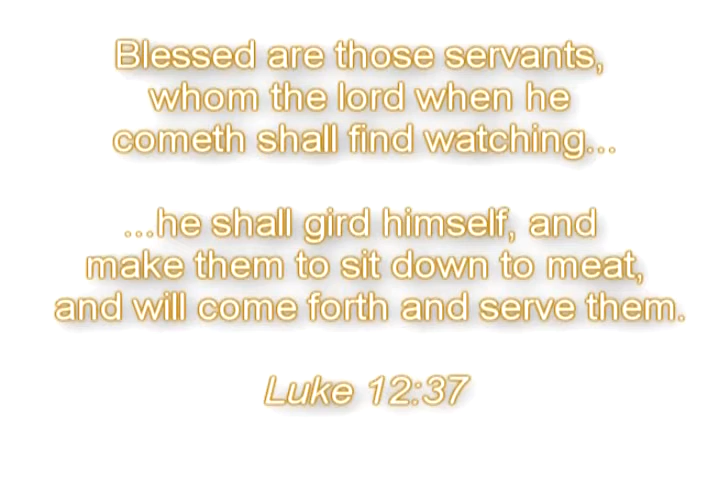 Blessed are those servants,
whom the lord when he
cometh shall find watching...
...he shall gird himself, and
make them to sit down to meat,
and will come forth and serve them.
Luke 12:37